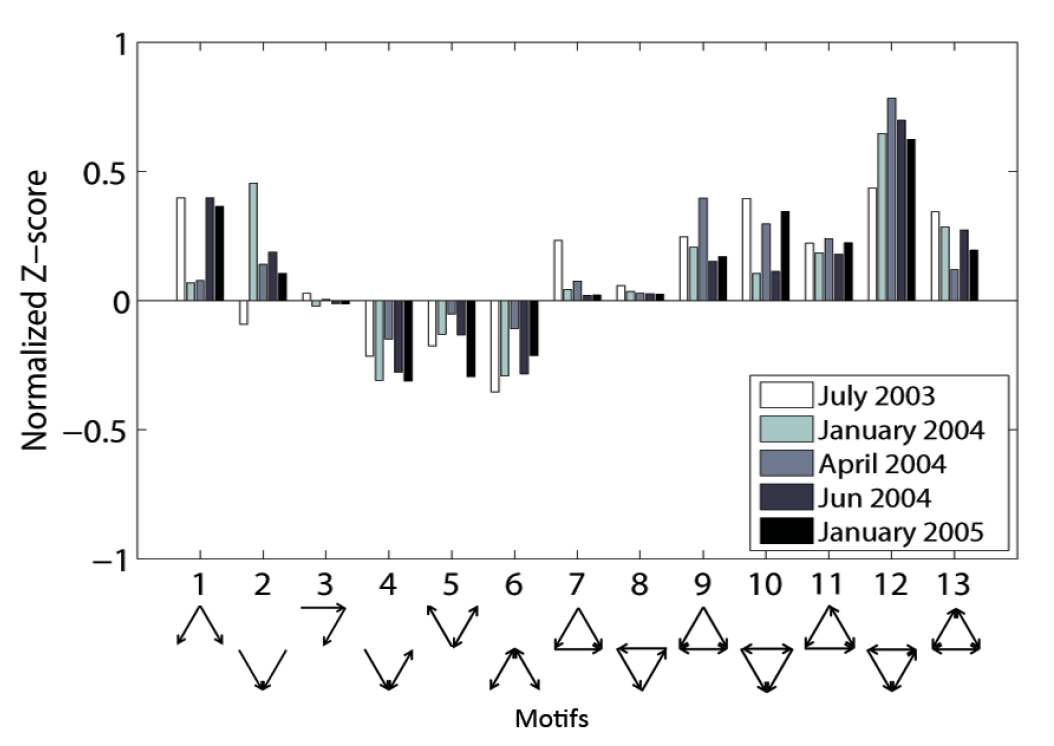 1
0.5
0
−0.5
−1
Normalized Z−score
July 2003
January 2004
April 2004
Jun 2004
January 2005
1 2 3 4 5 6 7 8 9 10 11 12 13
Motifs